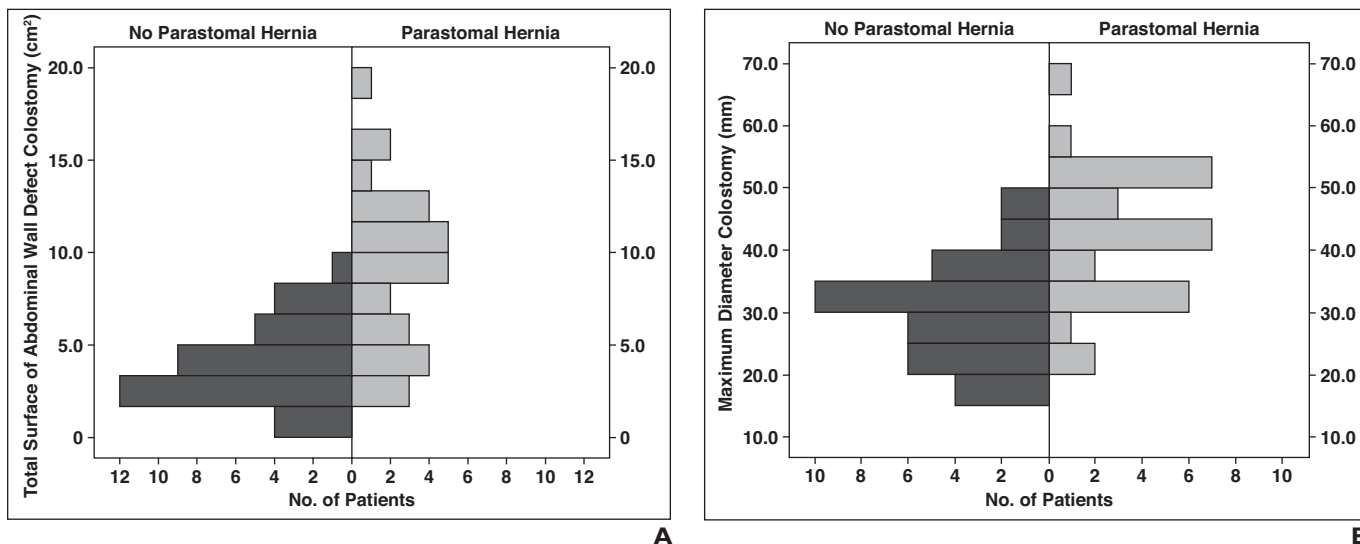 No Parastomal Hernia Parastomal Hernia
Total Surface of Abdominal Wall Defect Colostomy (cm²)
20.0 20.0
15.0 15.0
10.0 10.0
5.0 5.0
0 0
12 10 8 6 4 2 0 2 4 6 8 10 12
No. of Patients
A
No Parastomal Hernia Parastomal Hernia
Maximum Diameter Colostomy (mm)
70.0 70.0
60.0 60.0
50.0 50.0
40.0 40.0
30.0 30.0
20.0 20.0
10.0 10.0
10 8 6 4 2 0 2 4 6 8 10
No. of Patients